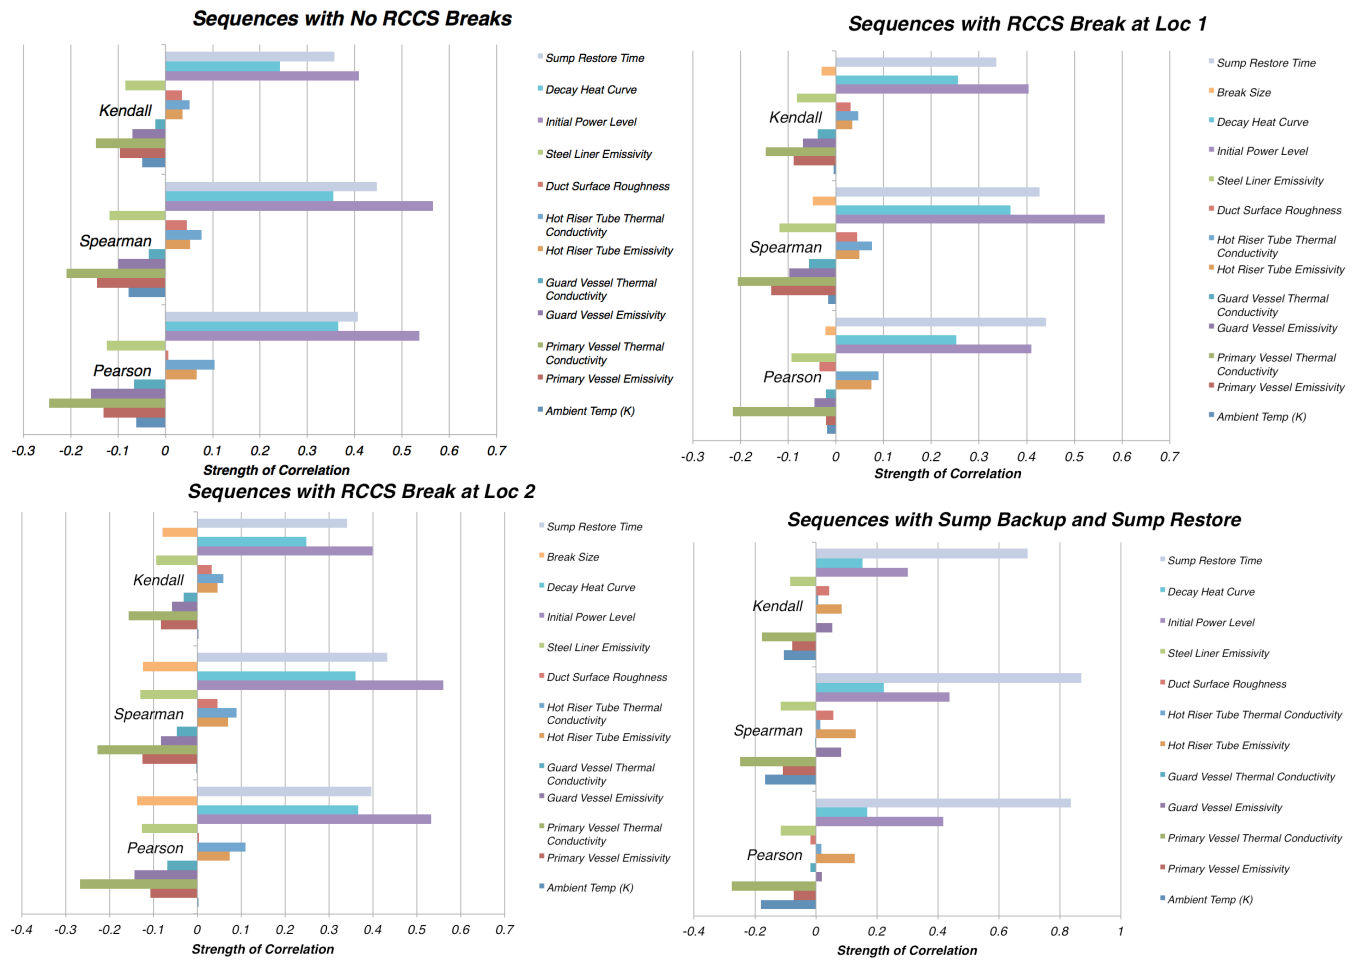 Sequences with No RCCS Breaks
Kendall
Spearman
Pearson
-0.3 -0.2 -0.1 0 0.1 0.2 0.3 0.4 0.5 0.6 0.7
Strength of Correlation
Sump Restore Time
Decay Heat Curve
Initial Power Level
Steel Liner Emissivity
Duct Surface Roughness
Hot Riser Tube Thermal
Conductivity
Hot Riser Tube Emissivity
Guard Vessel Thermal
Conductivity
Guard Vessel Emissivity
Primary Vessel Thermal
Conductivity
Primary Vessel Emissivity
Ambient Temp (K)
Sequences with RCCS Break at Loc 1
Kendall
Spearman
Pearson
-0.3 -0.2 -0.1 0 0.1 0.2 0.3 0.4 0.5 0.6 0.7
Strength of Correlation
Sump Restore Time
Break Size
Decay Heat Curve
Initial Power Level
Steel Liner Emissivity
Duct Surface Roughness
Hot Riser Tube Thermal
Conductivity
Hot Riser Tube Emissivity
Guard Vessel Thermal
Conductivity
Guard Vessel Emissivity
Primary Vessel Thermal
Conductivity
Primary Vessel Emissivity
Ambient Temp (K)
Sequences with RCCS Break at Loc 2
Kendall
Spearman
Pearson
-0.4 -0.3 -0.2 -0.1 0 0.1 0.2 0.3 0.4 0.5 0.6 0.7
Strength of Correlation
Sump Restore Time
Break Size
Decay Heat Curve
Initial Power Level
Steel Liner Emissivity
Duct Surface Roughness
Hot Riser Tube Thermal
Conductivity
Hot Riser Tube Emissivity
Guard Vessel Thermal
Conductivity
Guard Vessel Emissivity
Primary Vessel Thermal
Conductivity
Primary Vessel Emissivity
Ambient Temp (K)
Sequences with Sump Backup and Sump Restore
Kendall
Spearman
Pearson
-0.4 -0.2 0 0.2 0.4 0.6 0.8 1
Strength of Correlation
Sump Restore Time
Decay Heat Curve
Initial Power Level
Steel Liner Emissivity
Duct Surface Roughness
Hot Riser Tube Thermal Conductivity
Hot Riser Tube Emissivity
Guard Vessel Thermal Conductivity
Guard Vessel Emissivity
Primary Vessel Thermal Conductivity
Primary Vessel Emissivity
Ambient Temp (K)